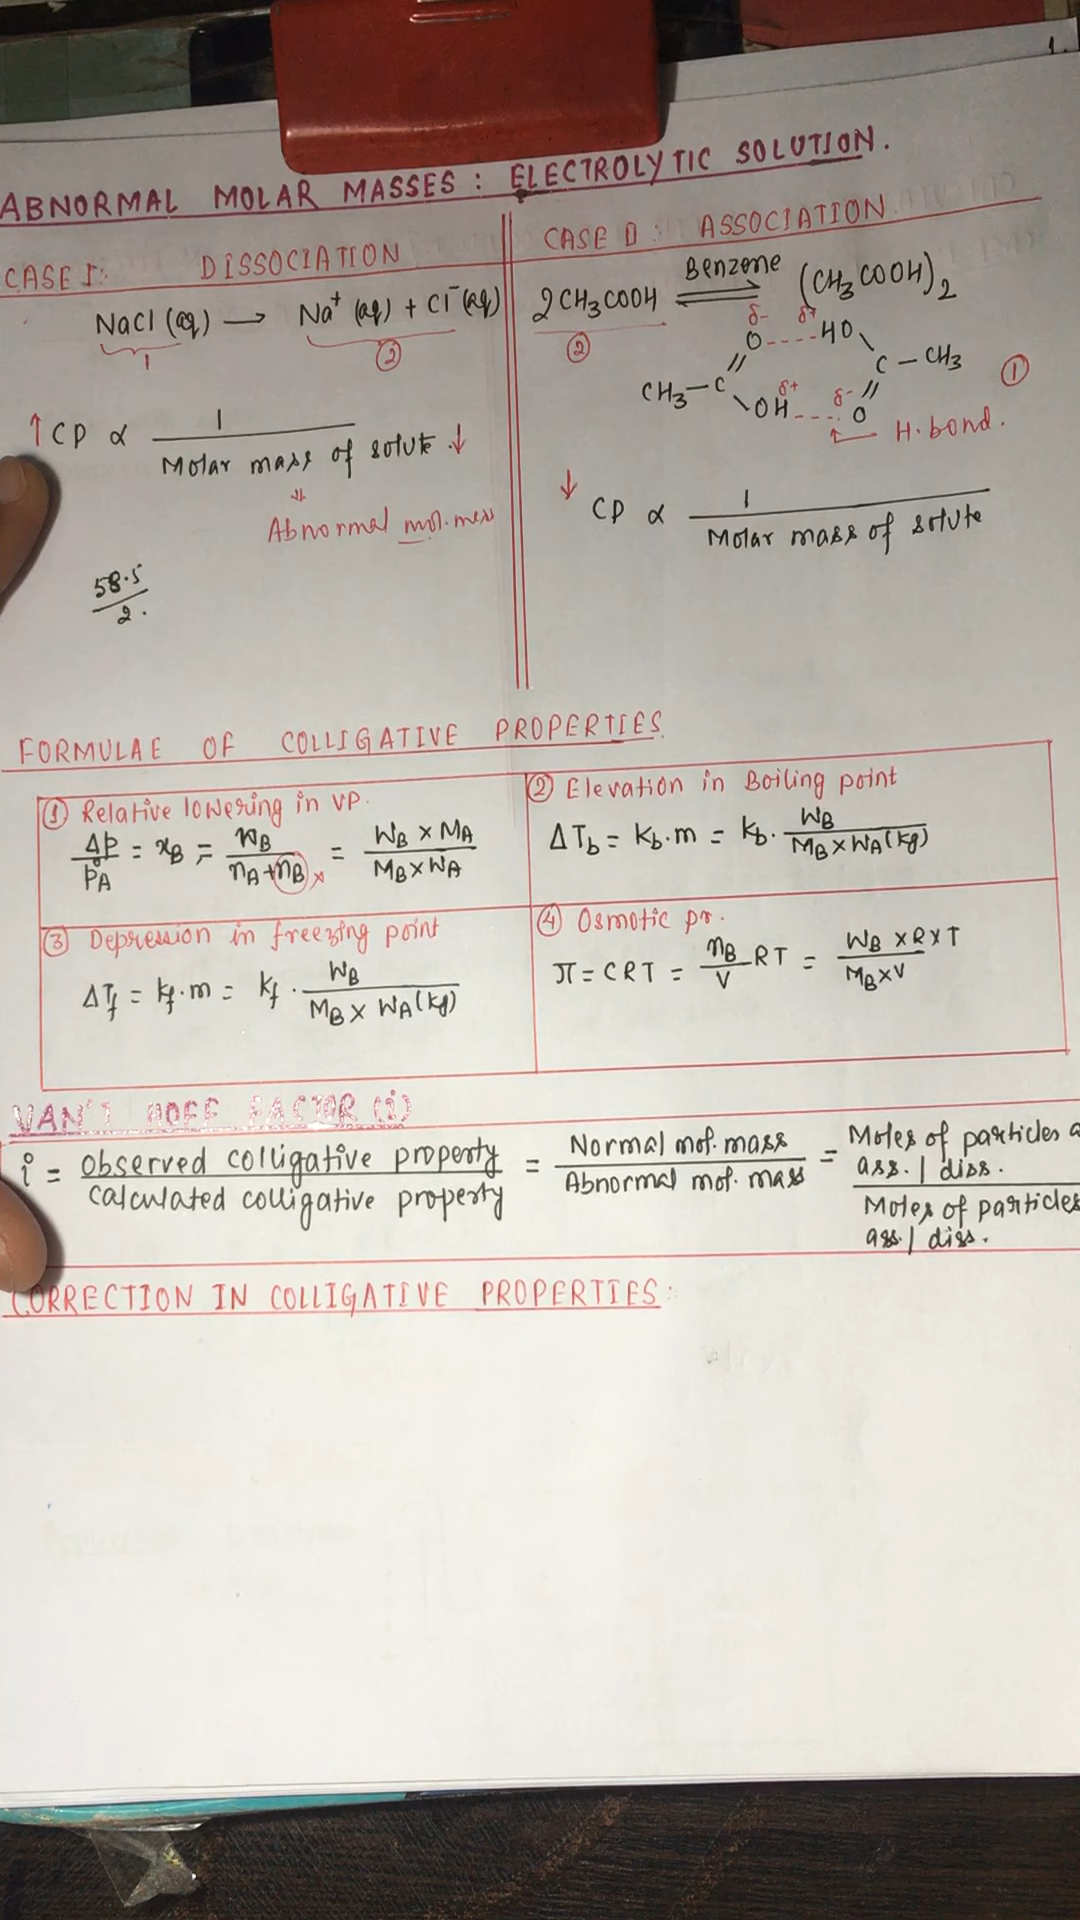 1.
ABNORMAL MOLAR MASSES : ELECTROLYTIC SOLUTION.
CASE I: DISSOCIATION
NaCl (aq) → Na⁺ (aq) + Cl⁻ (aq)
1 ②
↑ CP ∝ 1 / Molar mass of solute ↓
⇓
Abnormal mol. mass
58.5 / 2.
CASE II : ASSOCIATION
2CH₃COOH ⇌ (CH₃COOH)₂
Benzene
②
δ- δ+
O----HO
CH₃-C C-CH₃ ①
δ+ δ-
OH----O
← H.bond.
↓ CP ∝ 1 / Molar mass of solute
FORMULAE OF COLLIGATIVE PROPERTIES.
① Relative lowering in VP.
Δp / p°A = xB = nB / nA+nB x = WB × MA / MB × WA
② Elevation in Boiling point
ΔTb = Kb.m = Kb. WB / MB × WA(kg)
③ Depression in freezing point
ΔTf = Kf.m = Kf . WB / MB × WA(kg)
④ Osmotic pr.
π = CRT = nB / V RT = WB × R × T / MB × V
VAN'T HOFF FACTOR (i)
i = observed colligative property / calculated colligative property = Normal mol. mass / Abnormal mol. mass = Moles of particles a ass. / diss. / Moles of particles ass. / diss.
CORRECTION IN COLLIGATIVE PROPERTIES: